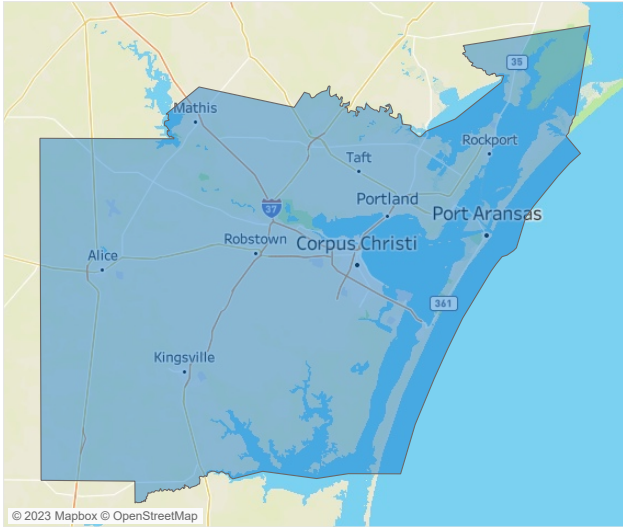 35
Mathis
Rockport
Taft
Portland
37
Port Aransas
Robstown
Corpus Christi
Alice
361
Kingsville
© 2023 Mapbox © OpenStreetMap